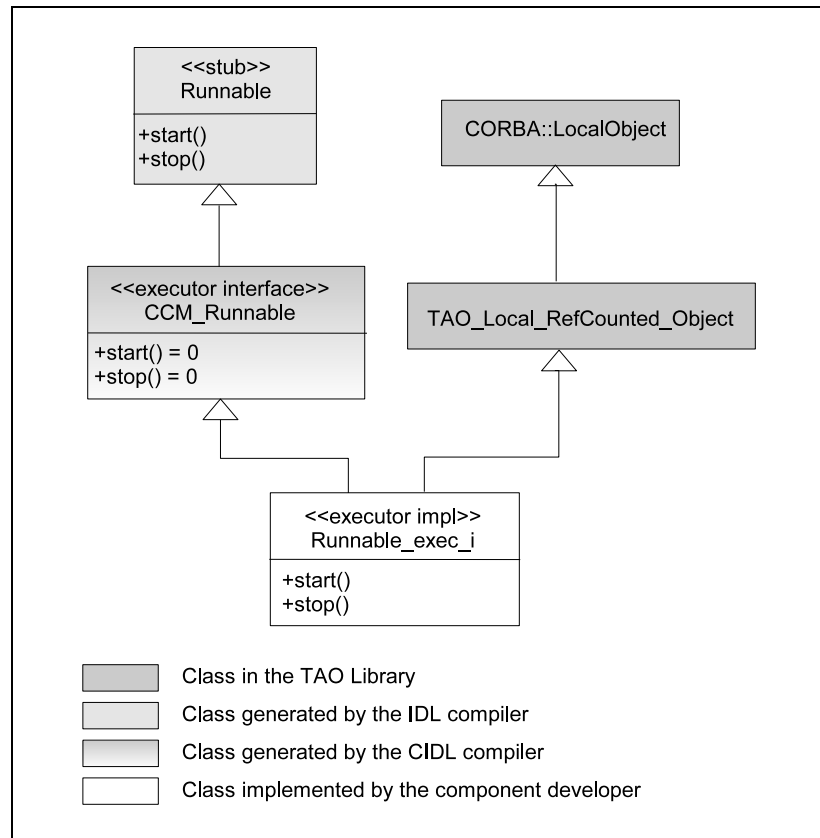 <<stub>>
Runnable
+start()
+stop()
CORBA::LocalObject
<<executor interface>>
CCM_Runnable
+start() = 0
+stop() = 0
TAO_Local_RefCounted_Object
<<executor impl>>
Runnable_exec_i
+start()
+stop()
Class in the TAO Library
Class generated by the IDL compiler
Class generated by the CIDL compiler
Class implemented by the component developer